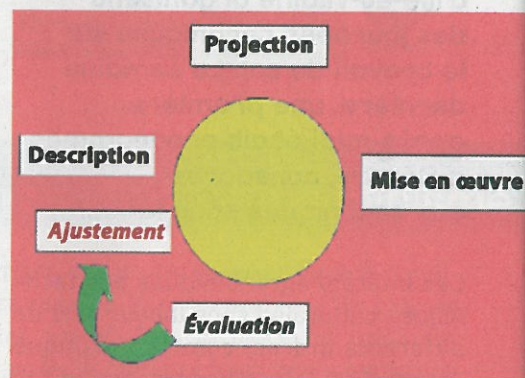 Projection
Description
Mise en œuvre
Ajustement
Évaluation